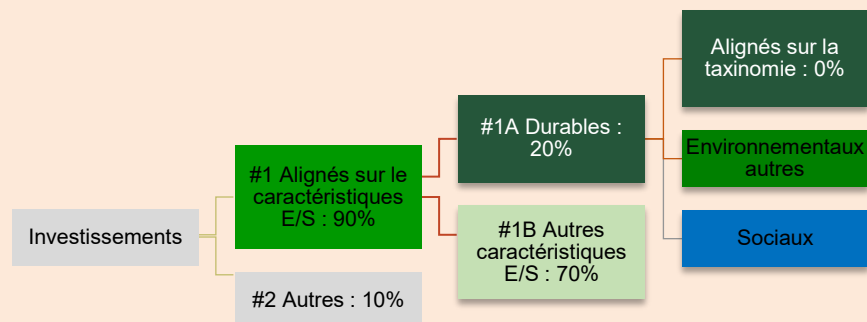 Investissements
#1 Alignés sur le
caractéristiques
E/S : 90%
#2 Autres : 10%
#1A Durables :
20%
#1B Autres
caractéristiques
E/S : 70%
Alignés sur la
taxinomie : 0%
Environnementaux
autres
Sociaux